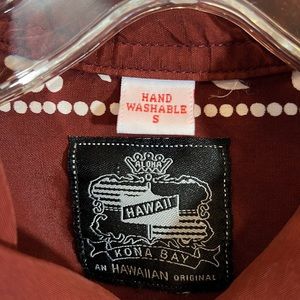 HAND
WASHABLE
S
ALOHA
HAWAII
KONA BAY
AN HAWAIIAN ORIGINAL